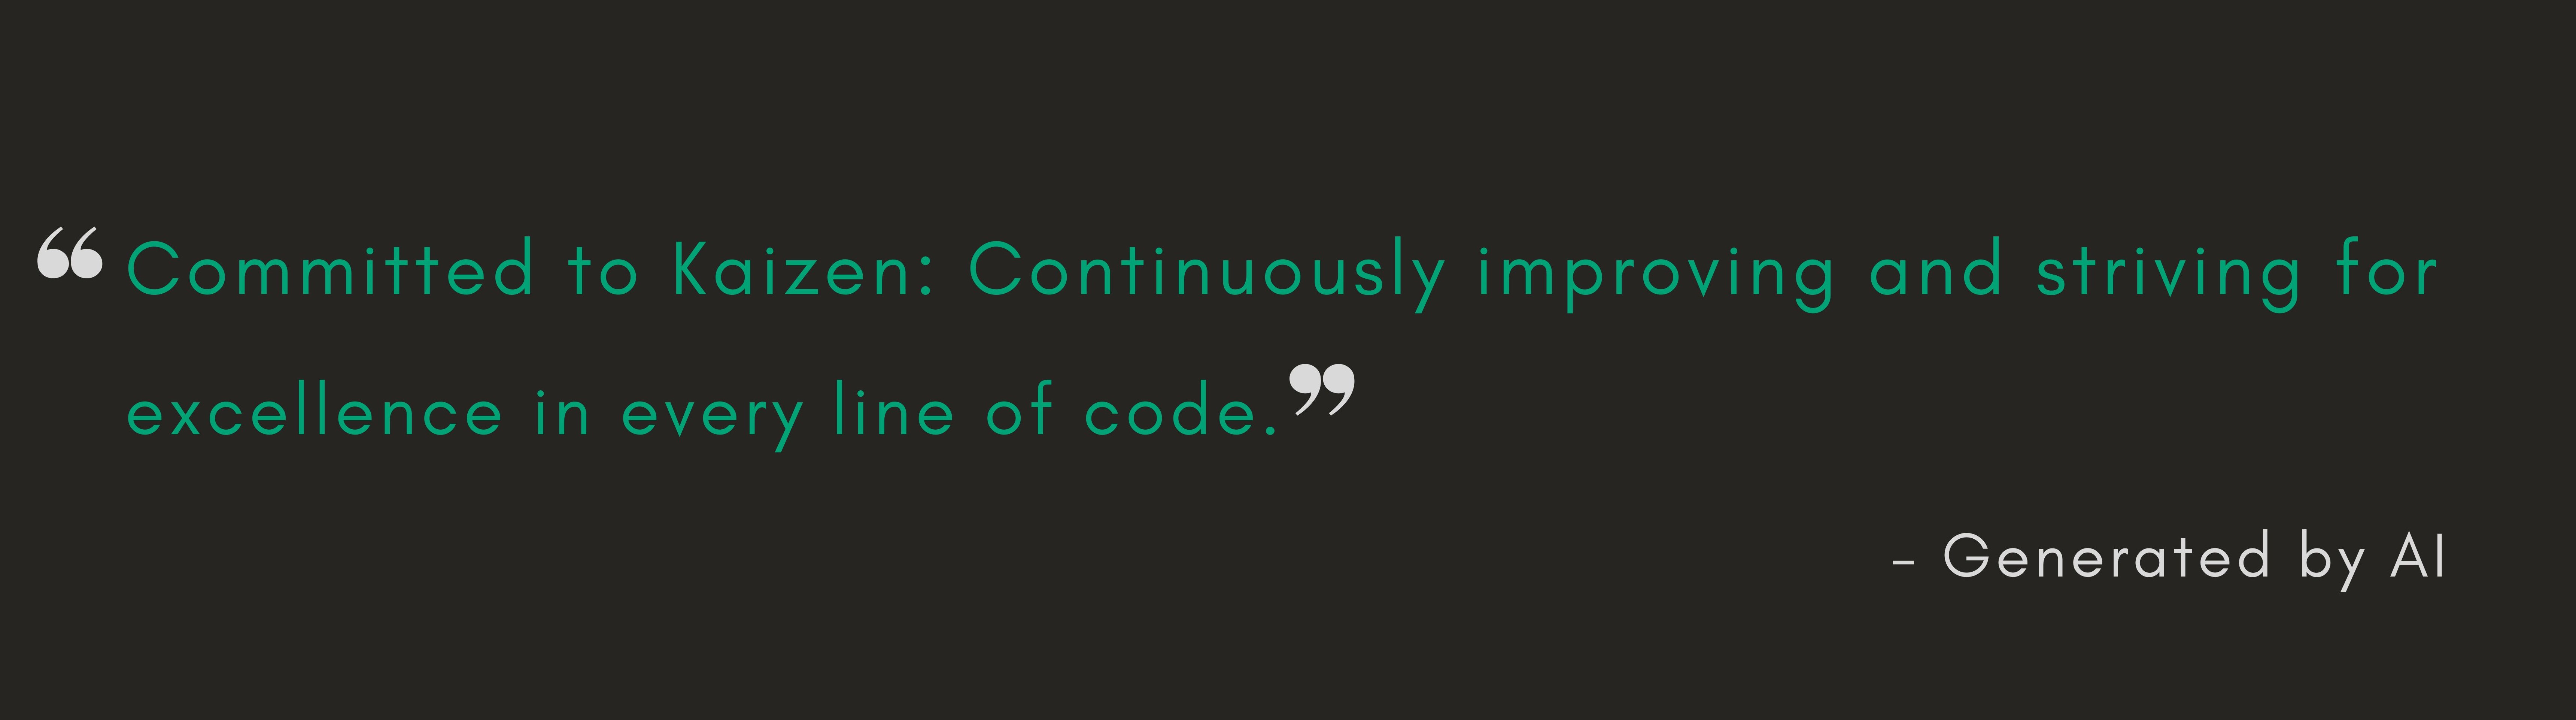 “Committed to Kaizen: Continuously improving and striving for
excellence in every line of code.”
– Generated by AI